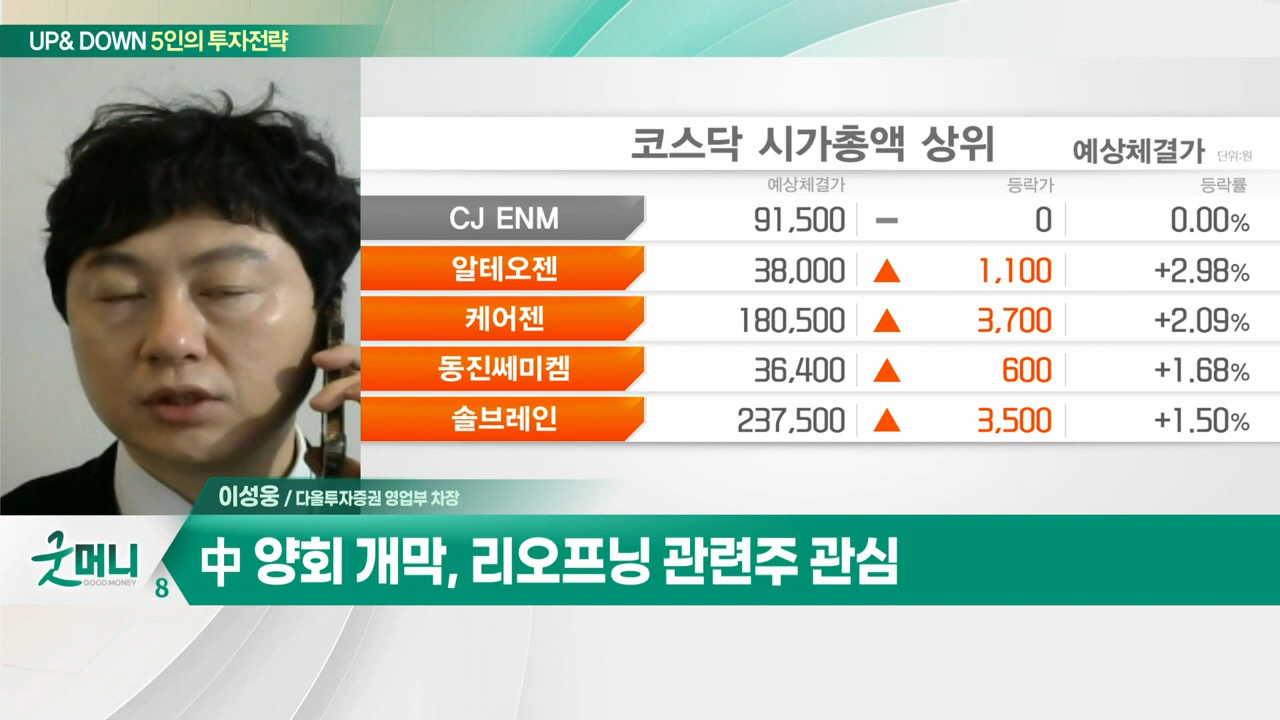 UP& DOWN 5인의 투자전략
코스닥 시가총액 상위 예상체결가 단위:원
예상체결가 등락가 등락률
CJ ENM 91,500 0 0.00%
알테오젠 38,000 ▲ 1,100 +2.98%
케어젠 180,500 ▲ 3,700 +2.09%
동진쎄미켐 36,400 ▲ 600 +1.68%
솔브레인 237,500 ▲ 3,500 +1.50%
이성웅 / 다올투자증권 영업부 차장
굿머니
GOOD MONEY
8
中 양회 개막, 리오프닝 관련주 관심